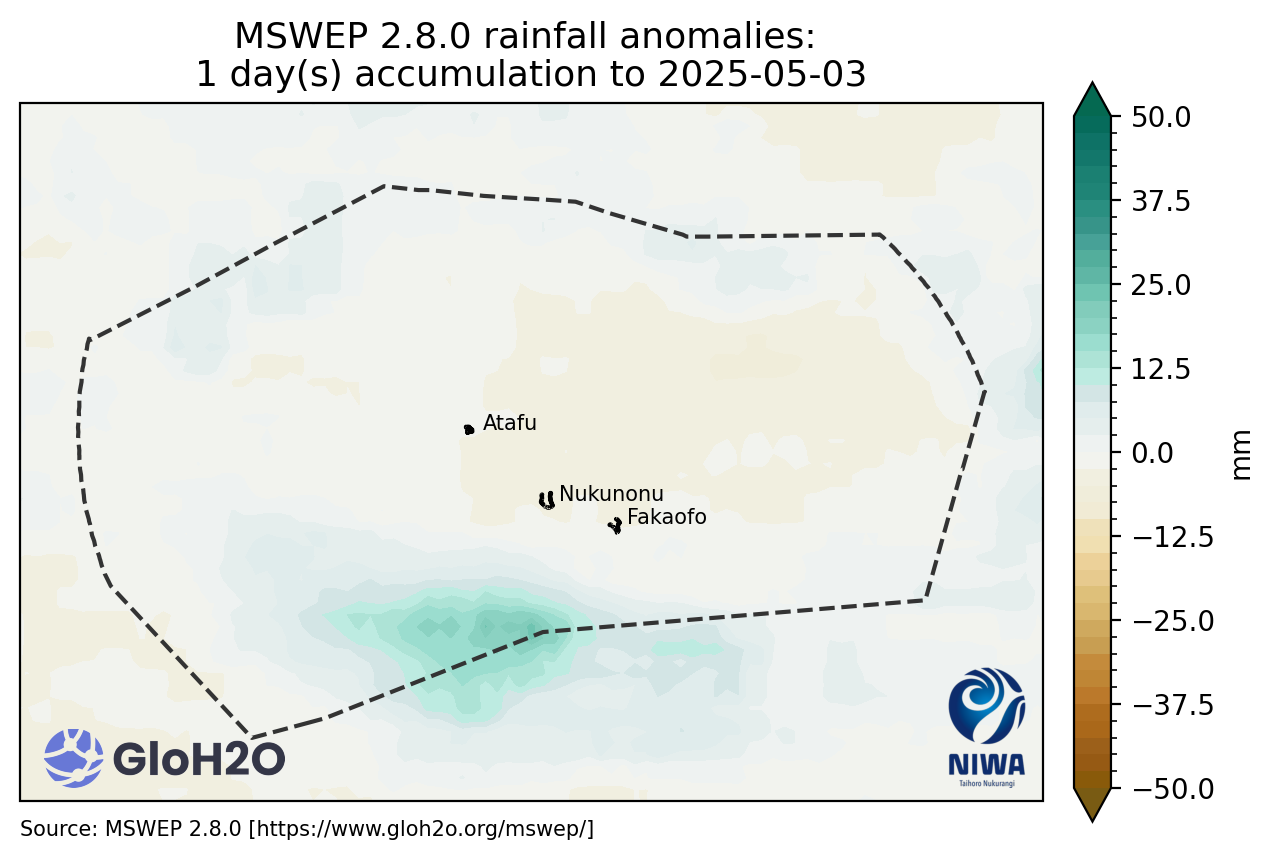 MSWEP 2.8.0 rainfall anomalies:
1 day(s) accumulation to 2025-05-03
50.0
37.5
25.0
12.5
0.0
−12.5
−25.0
−37.5
−50.0
mm
Atafu
Nukunonu
Fakaofo
GloH2O
NIWA
Taihoro Nukurangi
Source: MSWEP 2.8.0 [https://www.gloh2o.org/mswep/]